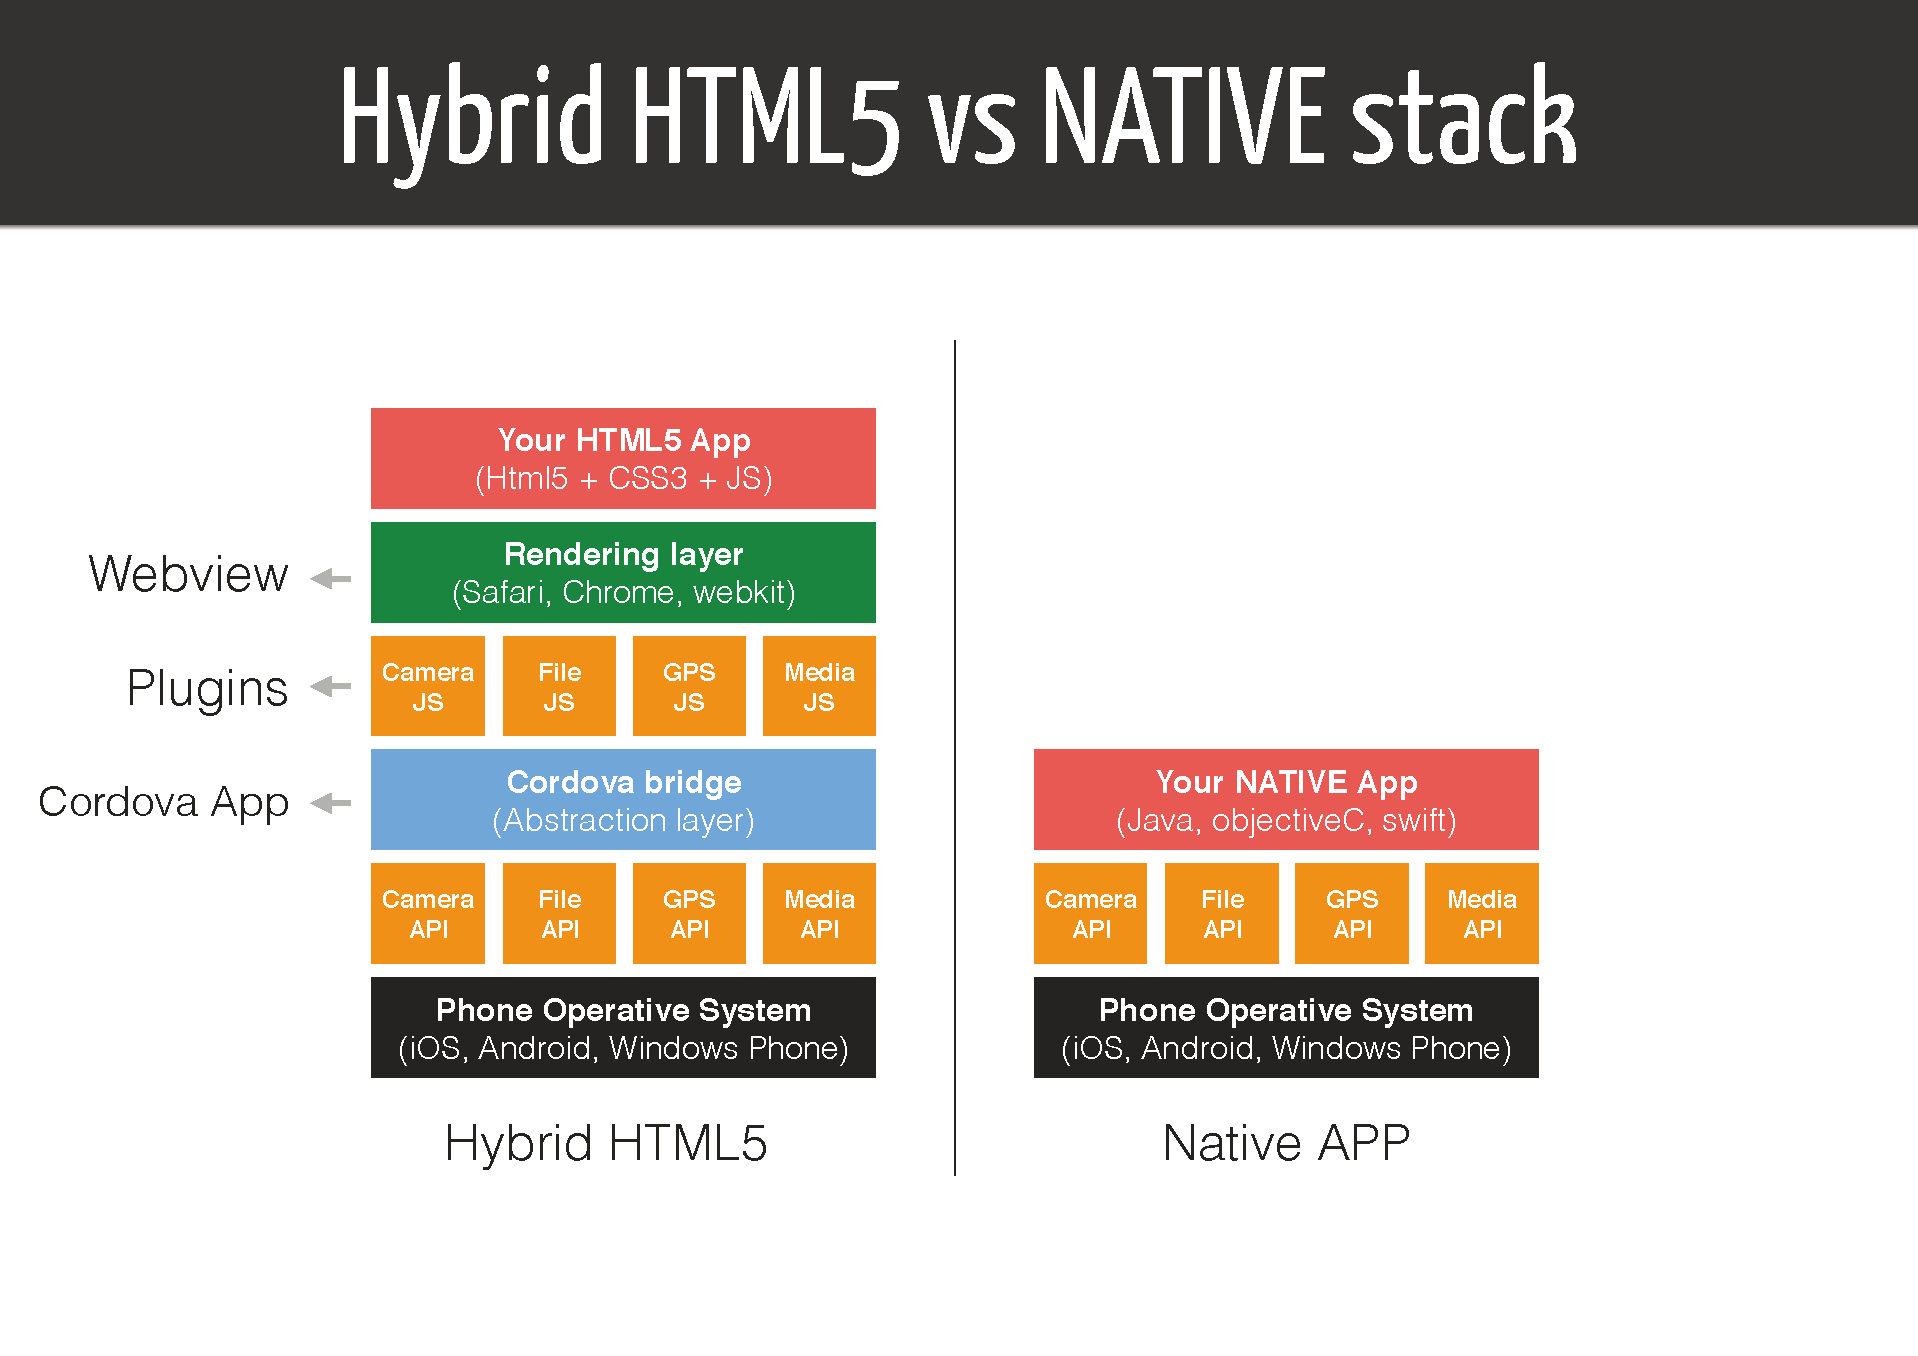 Hybrid HTML5 vs NATIVE stack
Your HTML5 App
(Html5 + CSS3 + JS)
Webview
Rendering layer
(Safari, Chrome, webkit)
Plugins
Camera JS
File JS
GPS JS
Media JS
Cordova App
Cordova bridge
(Abstraction layer)
Camera API
File API
GPS API
Media API
Phone Operative System
(iOS, Android, Windows Phone)
Hybrid HTML5
Your NATIVE App
(Java, objectiveC, swift)
Camera API
File API
GPS API
Media API
Phone Operative System
(iOS, Android, Windows Phone)
Native APP